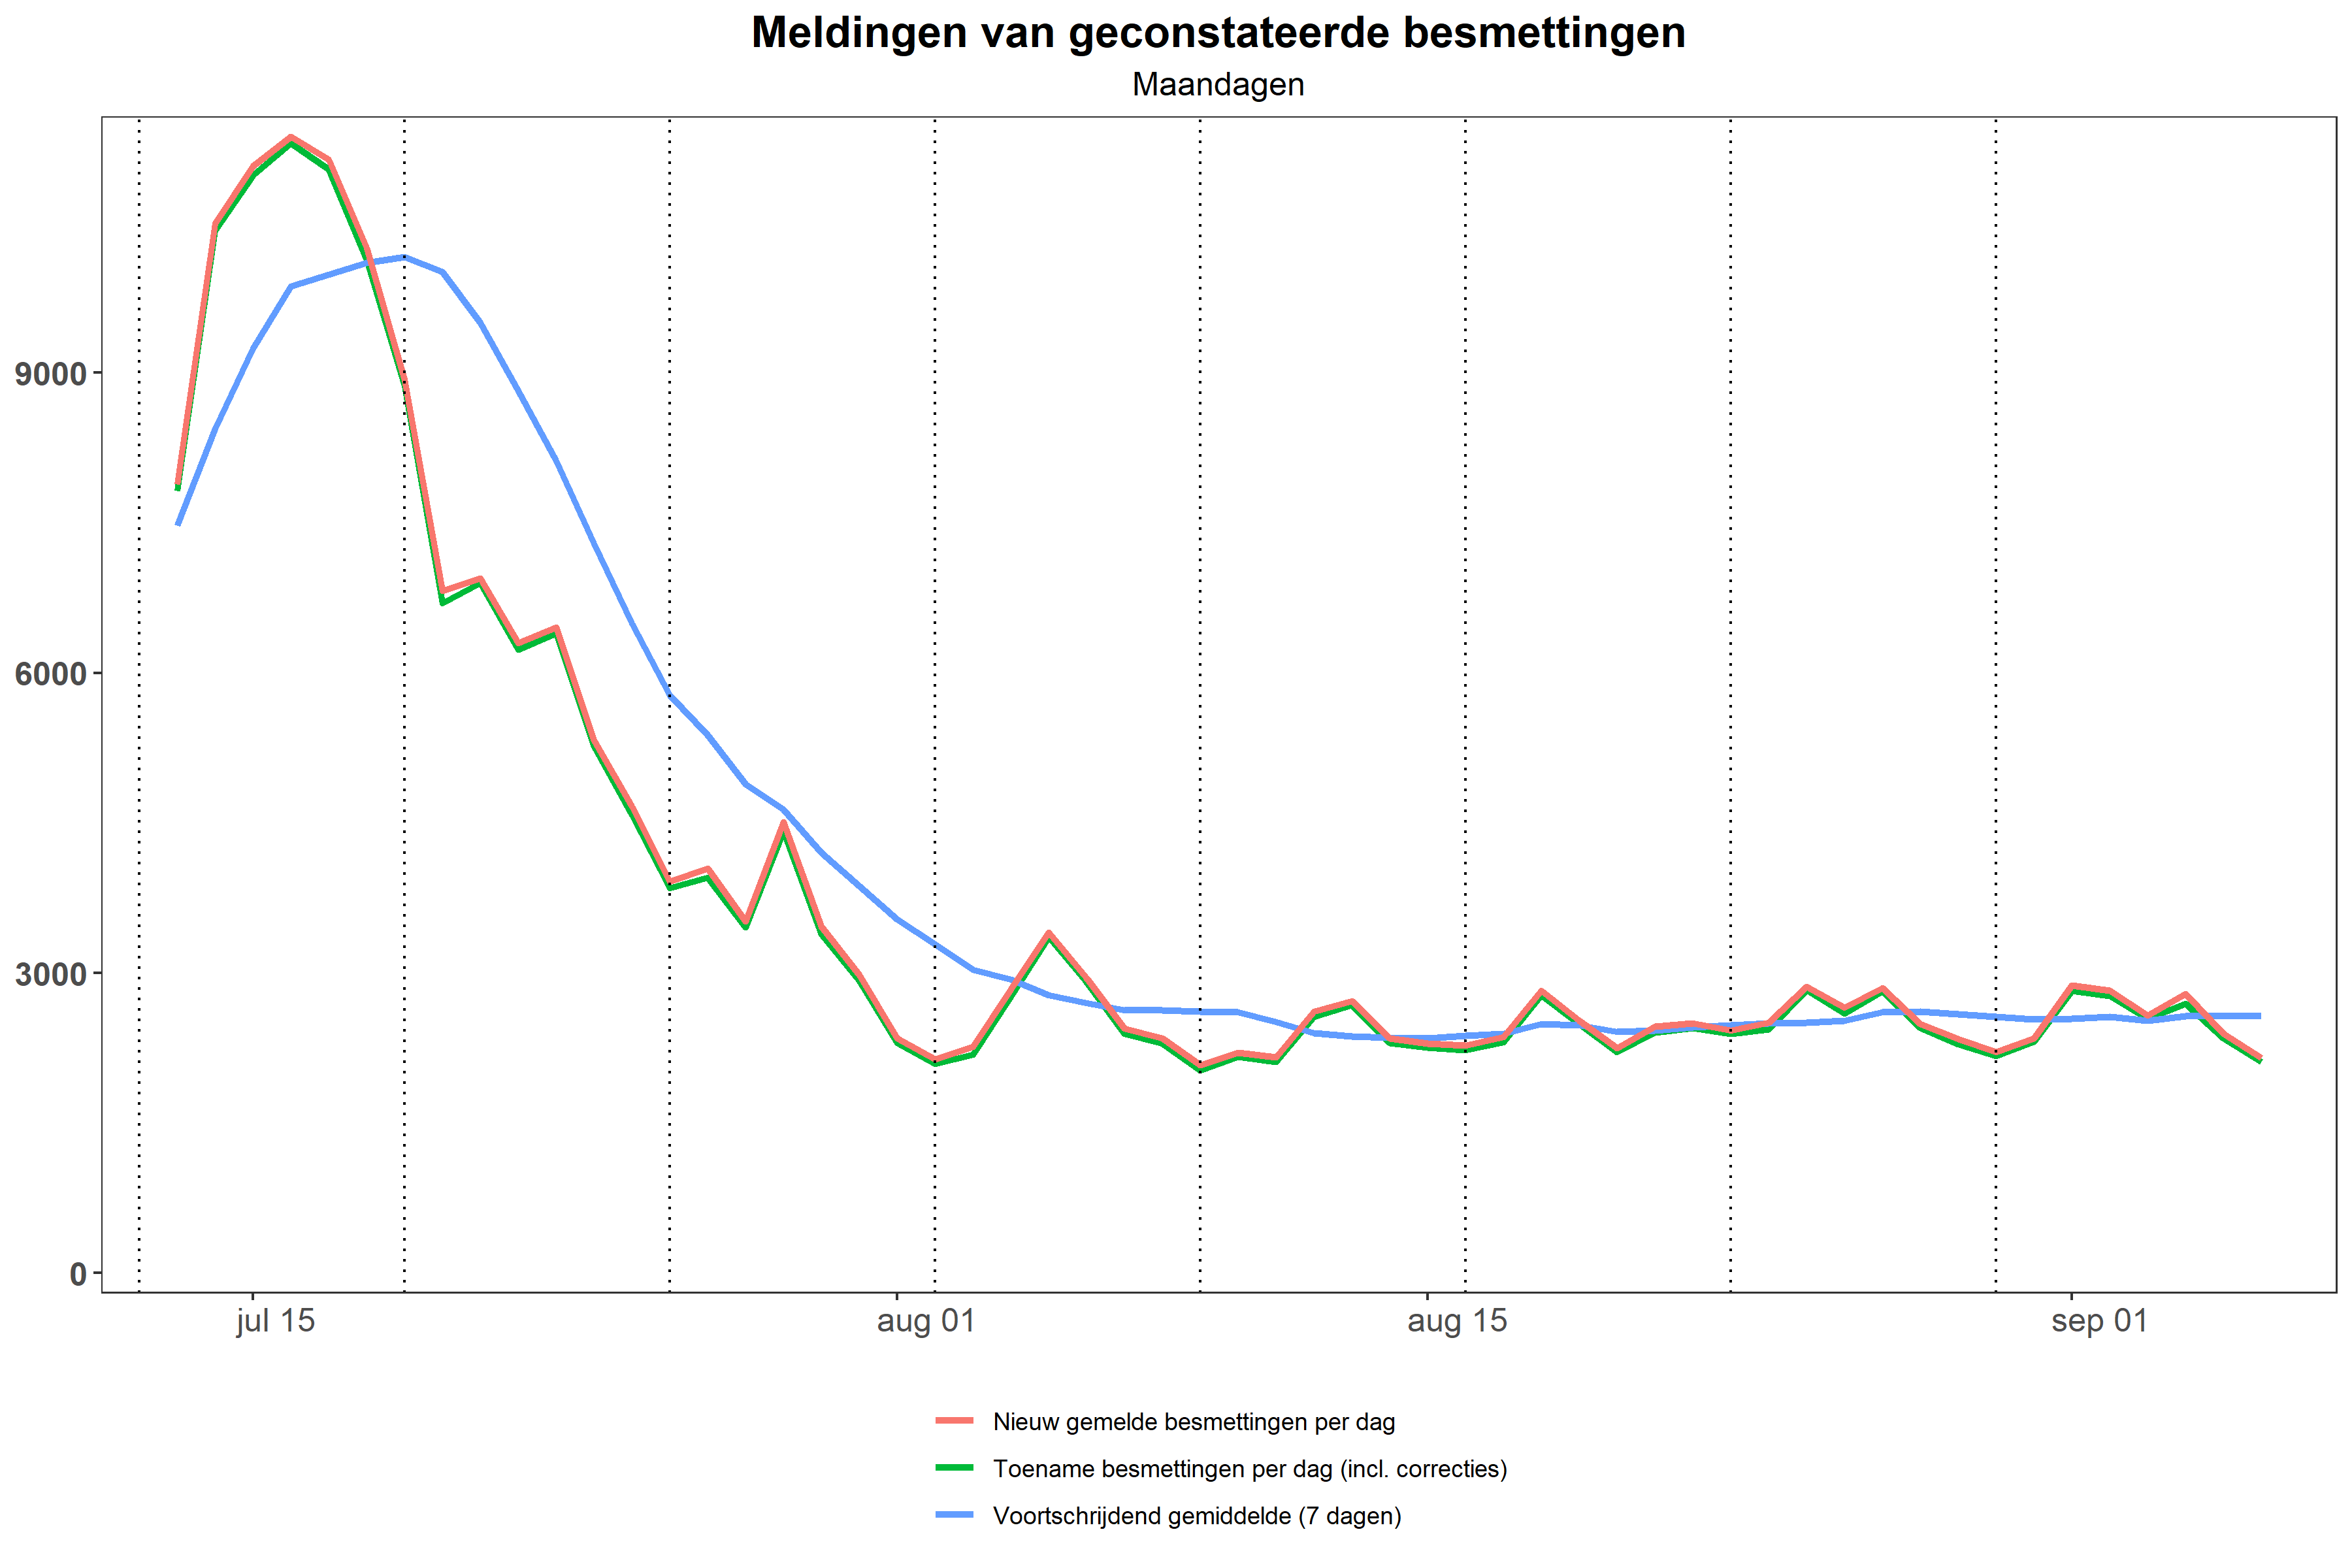 Meldingen van geconstateerde besmettingen
Maandagen
9000
6000
3000
0
jul 15
aug 01
aug 15
sep 01
Nieuw gemelde besmettingen per dag
Toename besmettingen per dag (incl. correcties)
Voortschrijdend gemiddelde (7 dagen)